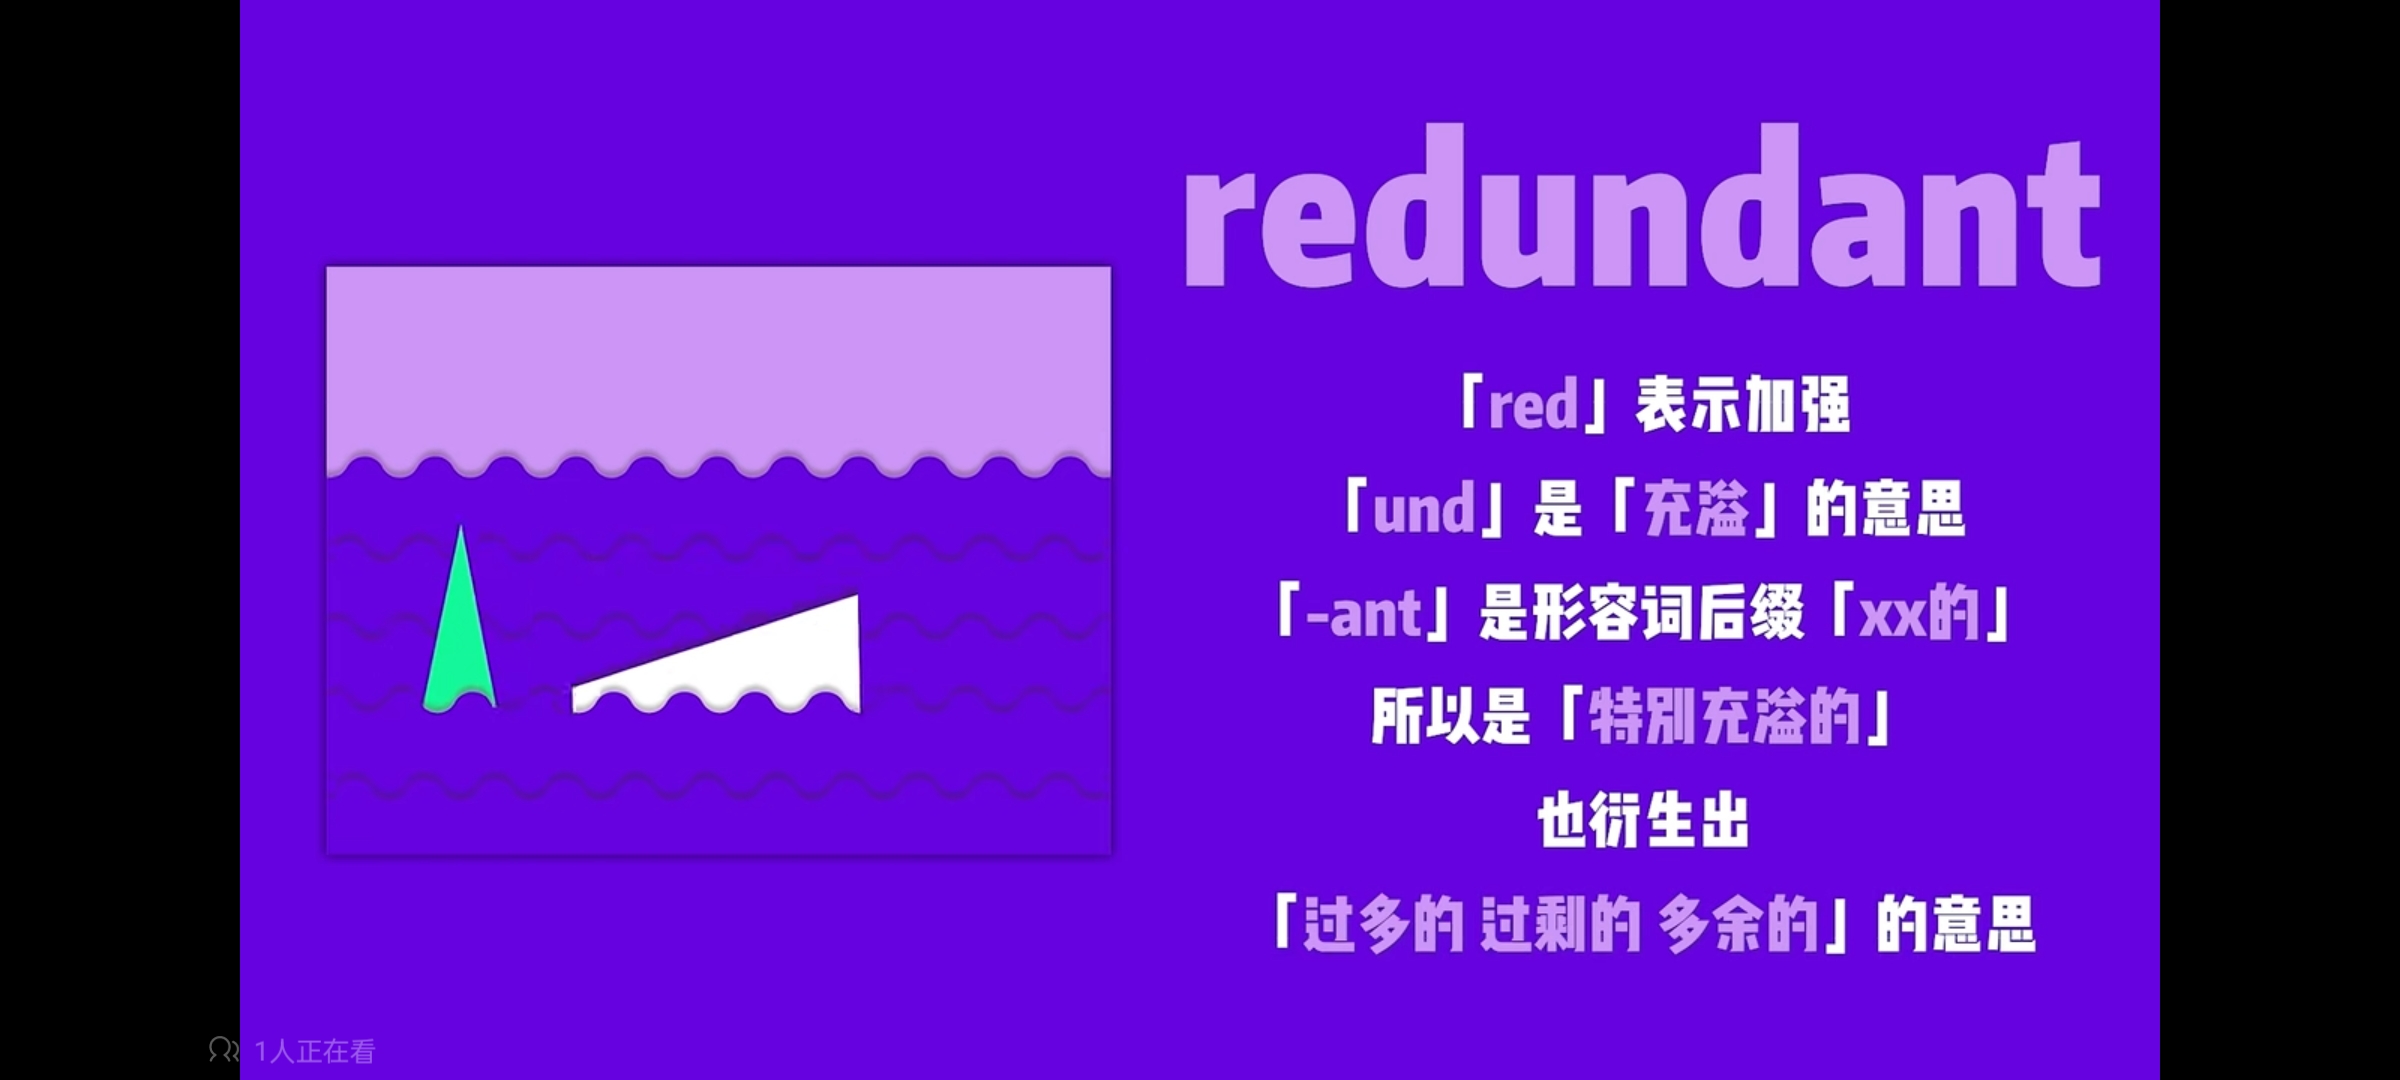 redundant
「red」表示加强
「und」是「充溢」的意思
「-ant」是形容词后缀「xx的」
所以是「特别充溢的」
也衍生出
「过多的 过剩的 多余的」的意思
1人正在看